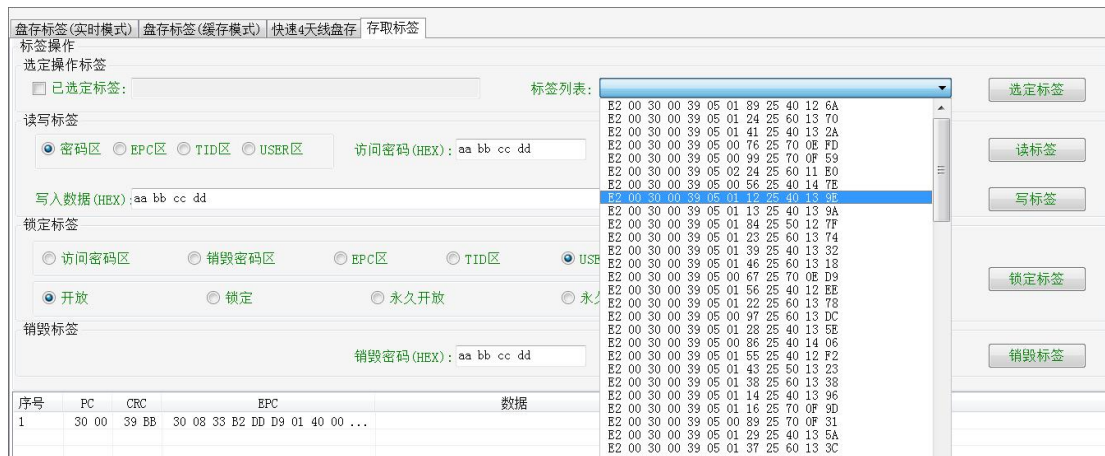 盘存标签(实时模式) 盘存标签(缓存模式) 快速4天线盘存 存取标签
标签操作
选定操作标签
已选定标签: 标签列表: 选定标签
E2 00 30 00 39 05 01 89 25 40 12 6A
E2 00 30 00 39 05 01 24 25 60 13 70
读写标签
E2 00 30 00 39 05 01 41 25 40 13 2A
E2 00 30 00 39 05 00 76 25 70 0E FD
密码区 EPC区 TID区 USER区 访问密码(HEX): aa bb cc dd 读标签
E2 00 30 00 39 05 00 99 25 70 0F 59
E2 00 30 00 39 05 02 24 25 60 11 E0
E2 00 30 00 39 05 00 56 25 40 14 7E
写入数据(HEX): aa bb cc dd 写标签
E2 00 30 00 39 05 01 12 25 40 13 9E
E2 00 30 00 39 05 01 13 25 40 13 9A
锁定标签
E2 00 30 00 39 05 01 84 25 50 12 7F
E2 00 30 00 39 05 01 23 25 60 13 74
E2 00 30 00 39 05 01 39 25 40 13 32
访问密码区 销毁密码区 EPC区 TID区 USE
E2 00 30 00 39 05 01 46 25 60 13 18
E2 00 30 00 39 05 00 67 25 70 0E D9
锁定标签
E2 00 30 00 39 05 01 56 25 40 12 EE
开放 锁定 永久开放 永久
E2 00 30 00 39 05 01 22 25 60 13 78
E2 00 30 00 39 05 00 97 25 60 13 DC
销毁标签
E2 00 30 00 39 05 01 28 25 40 13 5E
E2 00 30 00 39 05 00 86 25 40 14 06
销毁密码(HEX): aa bb cc dd 销毁标签
E2 00 30 00 39 05 01 55 25 40 12 F2
E2 00 30 00 39 05 01 43 25 50 13 23
E2 00 30 00 39 05 01 38 25 60 13 38
E2 00 30 00 39 05 01 14 25 40 13 96
序号 PC CRC EPC 数据
E2 00 30 00 39 05 01 16 25 70 0F 9D
1 30 00 39 BB 30 08 33 B2 DD D9 01 40 00 ...
E2 00 30 00 39 05 00 89 25 70 0F 31
E2 00 30 00 39 05 01 29 25 40 13 5A
E2 00 30 00 39 05 01 37 25 60 13 3C